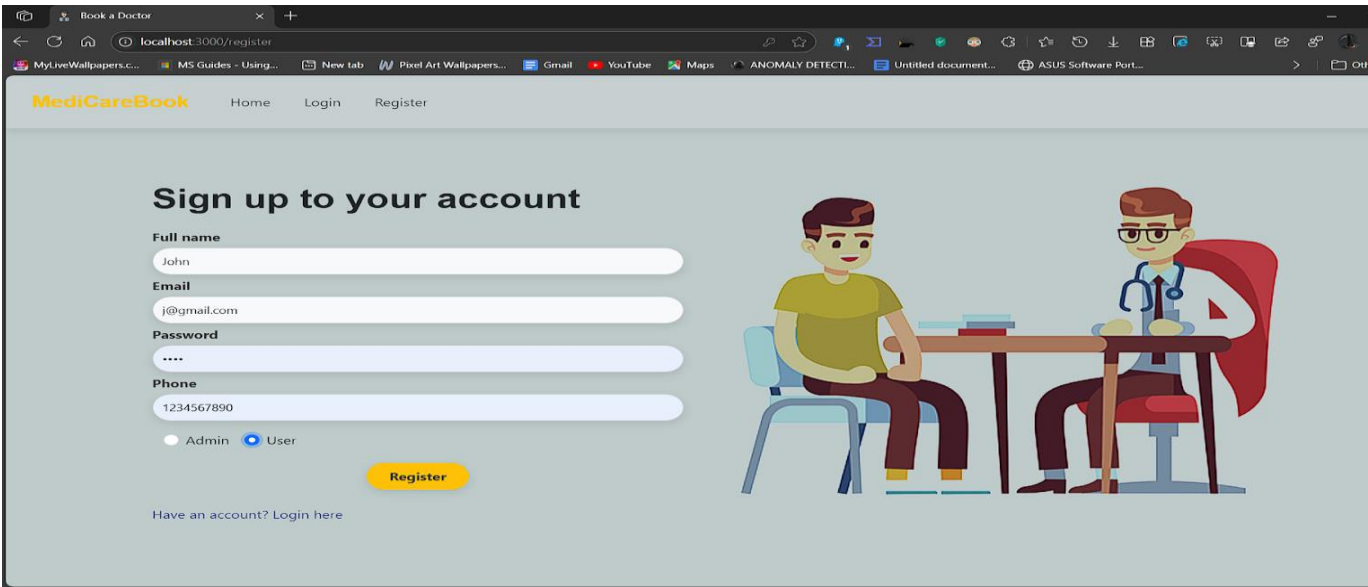 Book a Doctor
localhost:3000/register
MyLiveWallpapers.c... MS Guides - Using... New tab Pixel Art Wallpapers... Gmail YouTube Maps ANOMALY DETECTI... Untitled document... ASUS Software Port... Oth
MediCareBook Home Login Register
Sign up to your account
Full name
John
Email
j@gmail.com
Password
••••
Phone
1234567890
Admin User
Register
Have an account? Login here